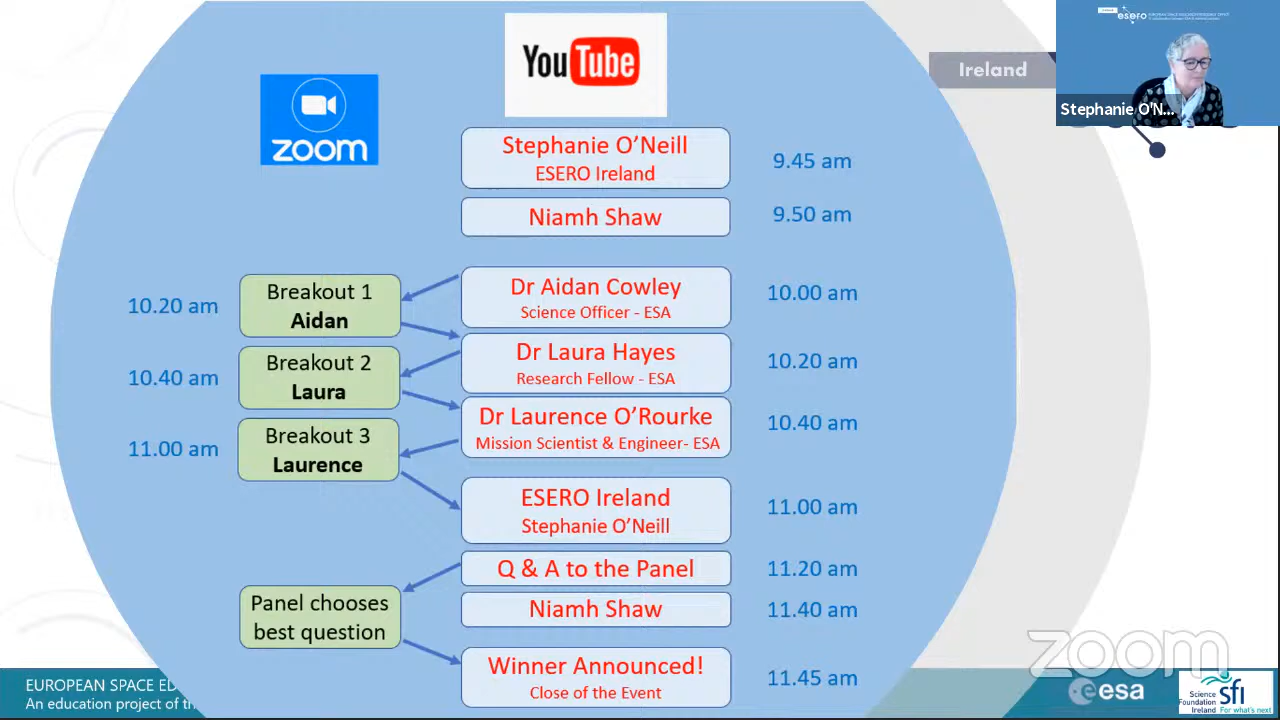 YouTube
zoom
Ireland
esero
Stephanie O'N...
Stephanie O'Neill
ESERO Ireland
9.45 am
Niamh Shaw
9.50 am
10.20 am
Breakout 1
Aidan
Dr Aidan Cowley
Science Officer - ESA
10.00 am
10.40 am
Breakout 2
Laura
Dr Laura Hayes
Research Fellow - ESA
10.20 am
11.00 am
Breakout 3
Laurence
Dr Laurence O'Rourke
Mission Scientist & Engineer- ESA
10.40 am
ESERO Ireland
Stephanie O'Neill
11.00 am
Q & A to the Panel
11.20 am
Panel chooses
best question
Niamh Shaw
11.40 am
Winner Announced!
Close of the Event
11.45 am
zoom
EUROPEAN SPACE ED
An education project of th
esa
Science
Foundation
Ireland
sfi
For what's next